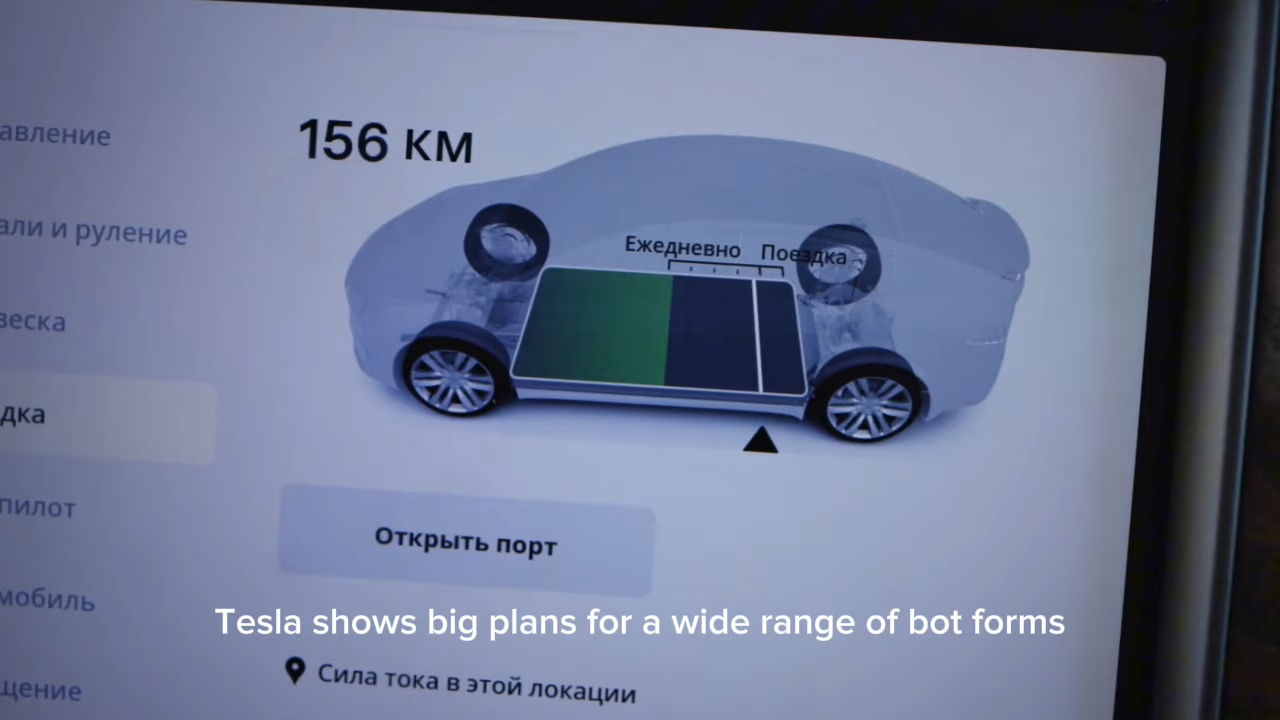 авление
али и руление
веска
дка
пилот
мобиль
щение
156 км
Ежедневно Поездка
Открыть порт
Tesla shows big plans for a wide range of bot forms
Сила тока в этой локации